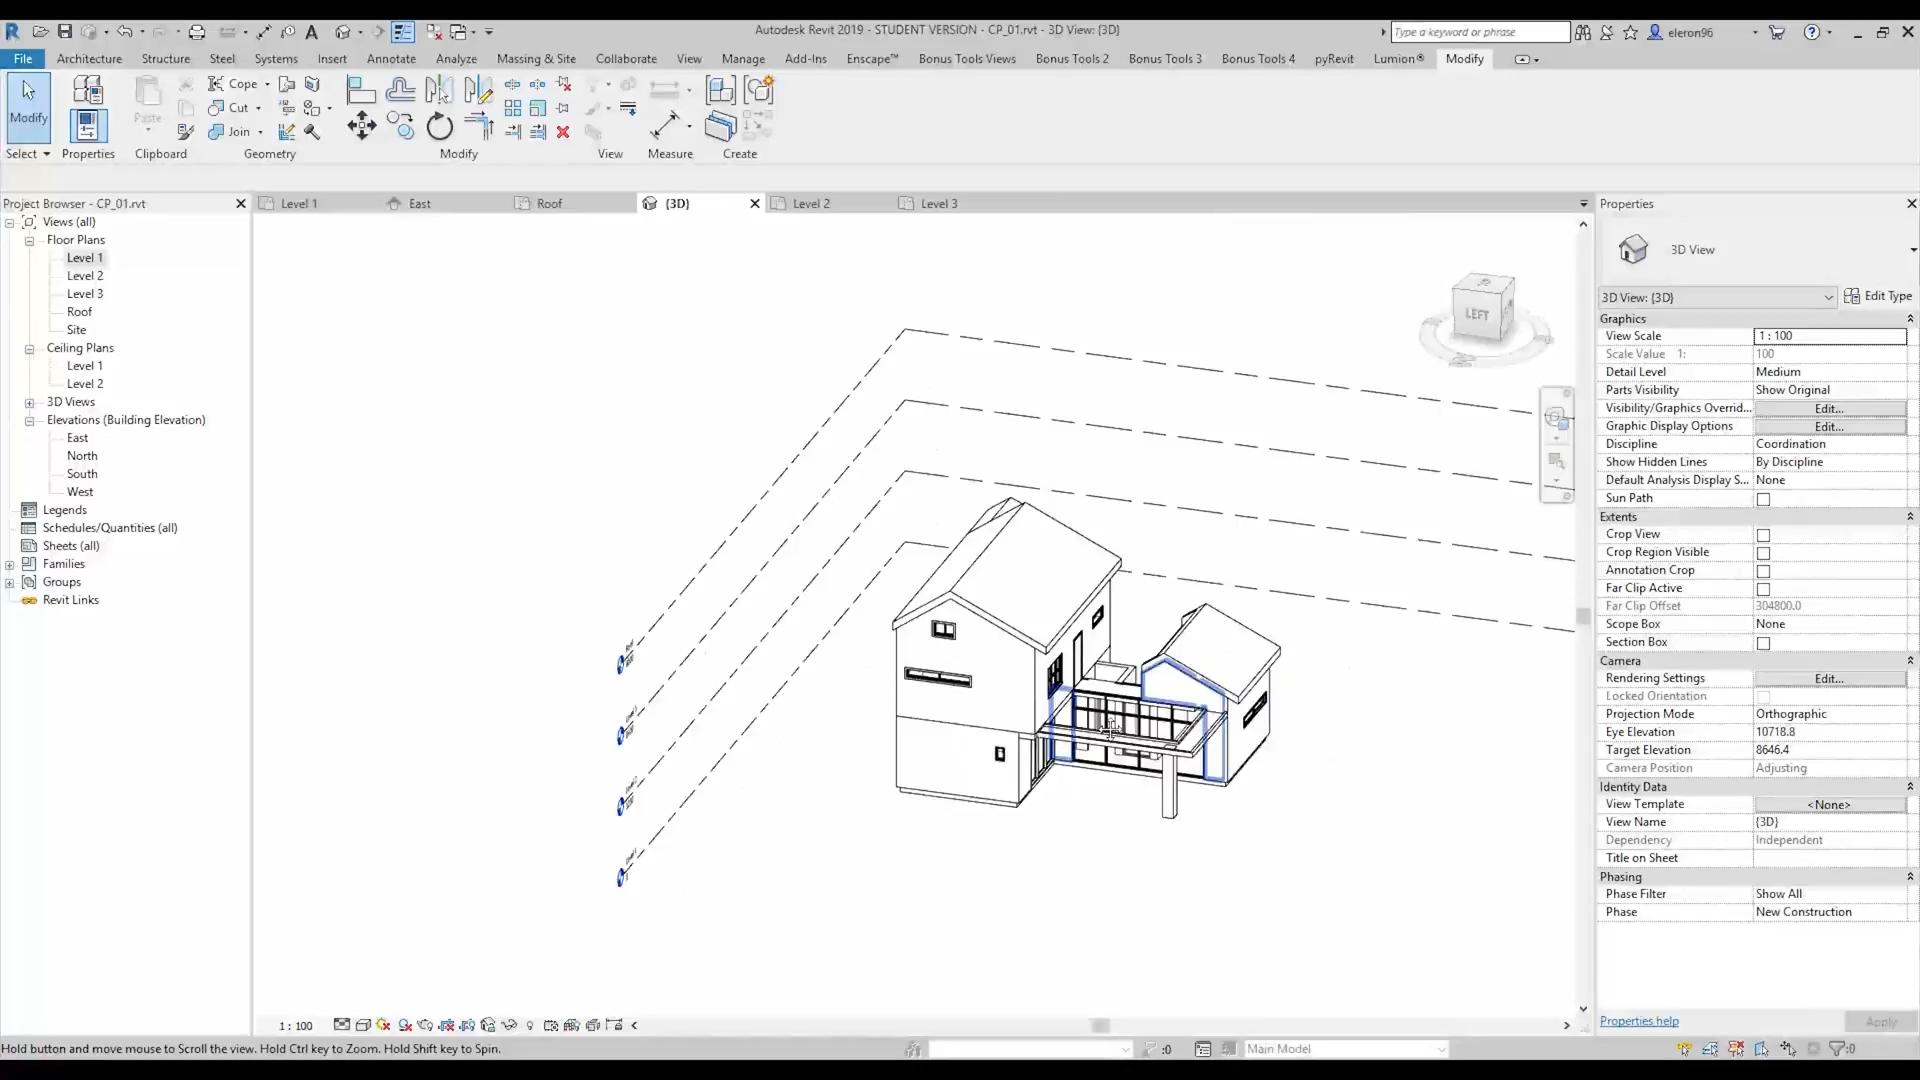 Autodesk Revit 2019 - STUDENT VERSION - CP_01.rvt - 3D View: {3D}
Type a keyword or phrase
eleron96
File Architecture Structure Steel Systems Insert Annotate Analyze Massing & Site Collaborate View Manage Add-Ins Enscape™ Bonus Tools Views Bonus Tools 2 Bonus Tools 3 Bonus Tools 4 pyRevit Lumion® Modify
Modify
Paste
Cope
Cut
Join
Select Properties Clipboard Geometry Modify View Measure Create
Project Browser - CP_01.rvt
Level 1 East Roof {3D} Level 2 Level 3
Views (all)
Floor Plans
Level 1
Level 2
Level 3
Roof
Site
Ceiling Plans
Level 1
Level 2
3D Views
Elevations (Building Elevation)
East
North
South
West
Legends
Schedules/Quantities (all)
Sheets (all)
Families
Groups
Revit Links
LEFT
Properties
3D View
3D View: {3D} Edit Type
Graphics
View Scale 1 : 100
Scale Value 1: 100
Detail Level Medium
Parts Visibility Show Original
Visibility/Graphics Overrid... Edit...
Graphic Display Options Edit...
Discipline Coordination
Show Hidden Lines By Discipline
Default Analysis Display S... None
Sun Path
Extents
Crop View
Crop Region Visible
Annotation Crop
Far Clip Active
Far Clip Offset 304800.0
Scope Box None
Section Box
Camera
Rendering Settings Edit...
Locked Orientation
Projection Mode Orthographic
Eye Elevation 10718.8
Target Elevation 8646.4
Camera Position Adjusting
Identity Data
View Template <None>
View Name {3D}
Dependency Independent
Title on Sheet
Phasing
Phase Filter Show All
Phase New Construction
Properties help Apply
1 : 100
Hold button and move mouse to Scroll the view. Hold Ctrl key to Zoom. Hold Shift key to Spin.
:0
Main Model
:0